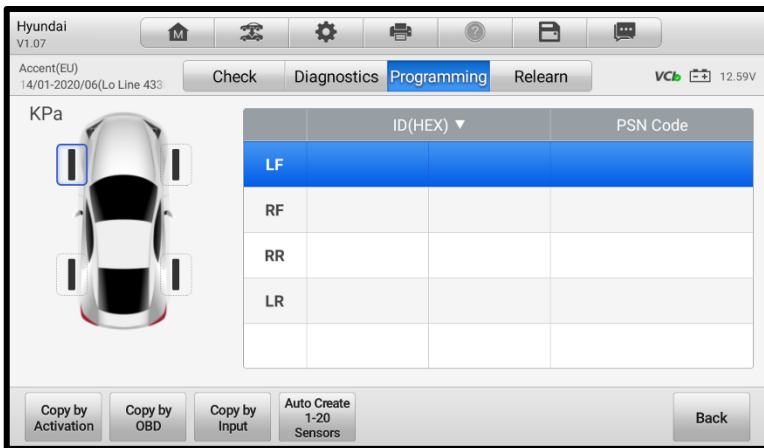 Hyundai
V1.07
M
?
Accent(EU)
14/01-2020/06(Lo Line 433
Check
Diagnostics
Programming
Relearn
VCI
12.59V
KPa
ID(HEX) ▼
PSN Code
LF
RF
RR
LR
Copy by
Activation
Copy by
OBD
Copy by
Input
Auto Create
1-20
Sensors
Back